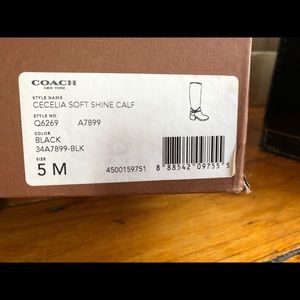 COACH
NEW YORK
STYLE NAME
CECELIA SOFT SHINE CALF
STYLE NO.
Q6269 A7899
COLOR
BLACK
34A7899-BLK
SIZE
5 M
4500159751
8 88542 09755 5